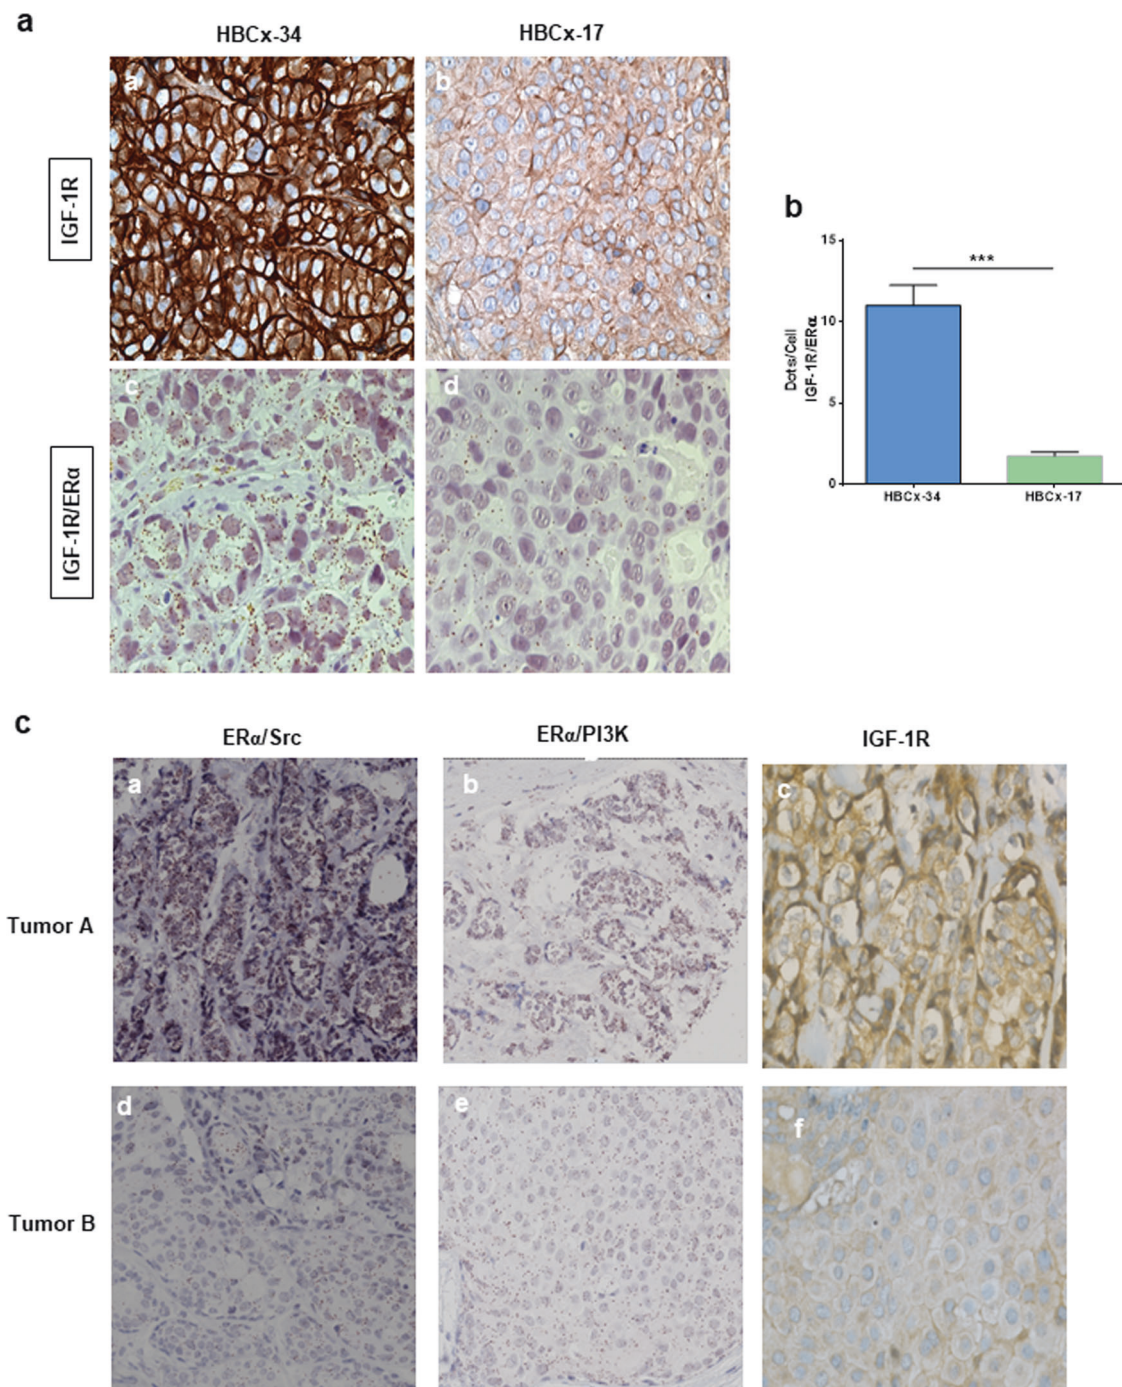 a
HBCx-34
HBCx-17
a
b
IGF-1R
c
d
IGF-1R/ERα
b
15
10
5
0
***
Dots/Cell
IGF-1R/ERα
HBCx-34
HBCx-17
c
ERα/Src
ERα/PI3K
IGF-1R
a
b
c
Tumor A
d
e
f
Tumor B